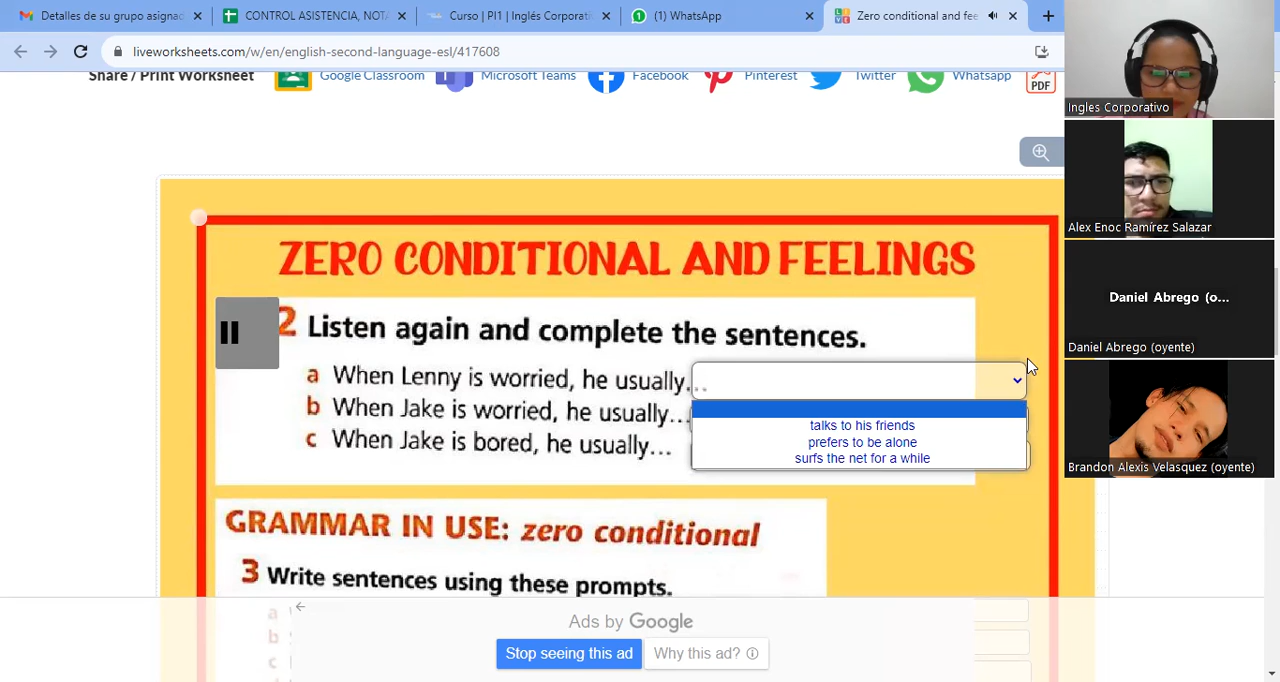 Detalles de su grupo asignac
CONTROL ASISTENCIA, NOTA
Curso | PI1 | Inglés Corporativ
(1) WhatsApp
Zero conditional and fee
liveworksheets.com/w/en/english-second-language-esl/417608
Share / Print Worksheet
Google Classroom
Microsoft Teams
Facebook
Pinterest
Twitter
Whatsapp
PDF
ZERO CONDITIONAL AND FEELINGS
2 Listen again and complete the sentences.
a When Lenny is worried, he usually...
b When Jake is worried, he usually...
c When Jake is bored, he usually...
talks to his friends
prefers to be alone
surfs the net for a while
GRAMMAR IN USE: zero conditional
3 Write sentences using these prompts.
a
b
c
Ads by Google
Stop seeing this ad
Why this ad?
Ingles Corporativo
Alex Enoc Ramírez Salazar
Daniel Abrego (o...
Daniel Abrego (oyente)
Brandon Alexis Velasquez (oyente)